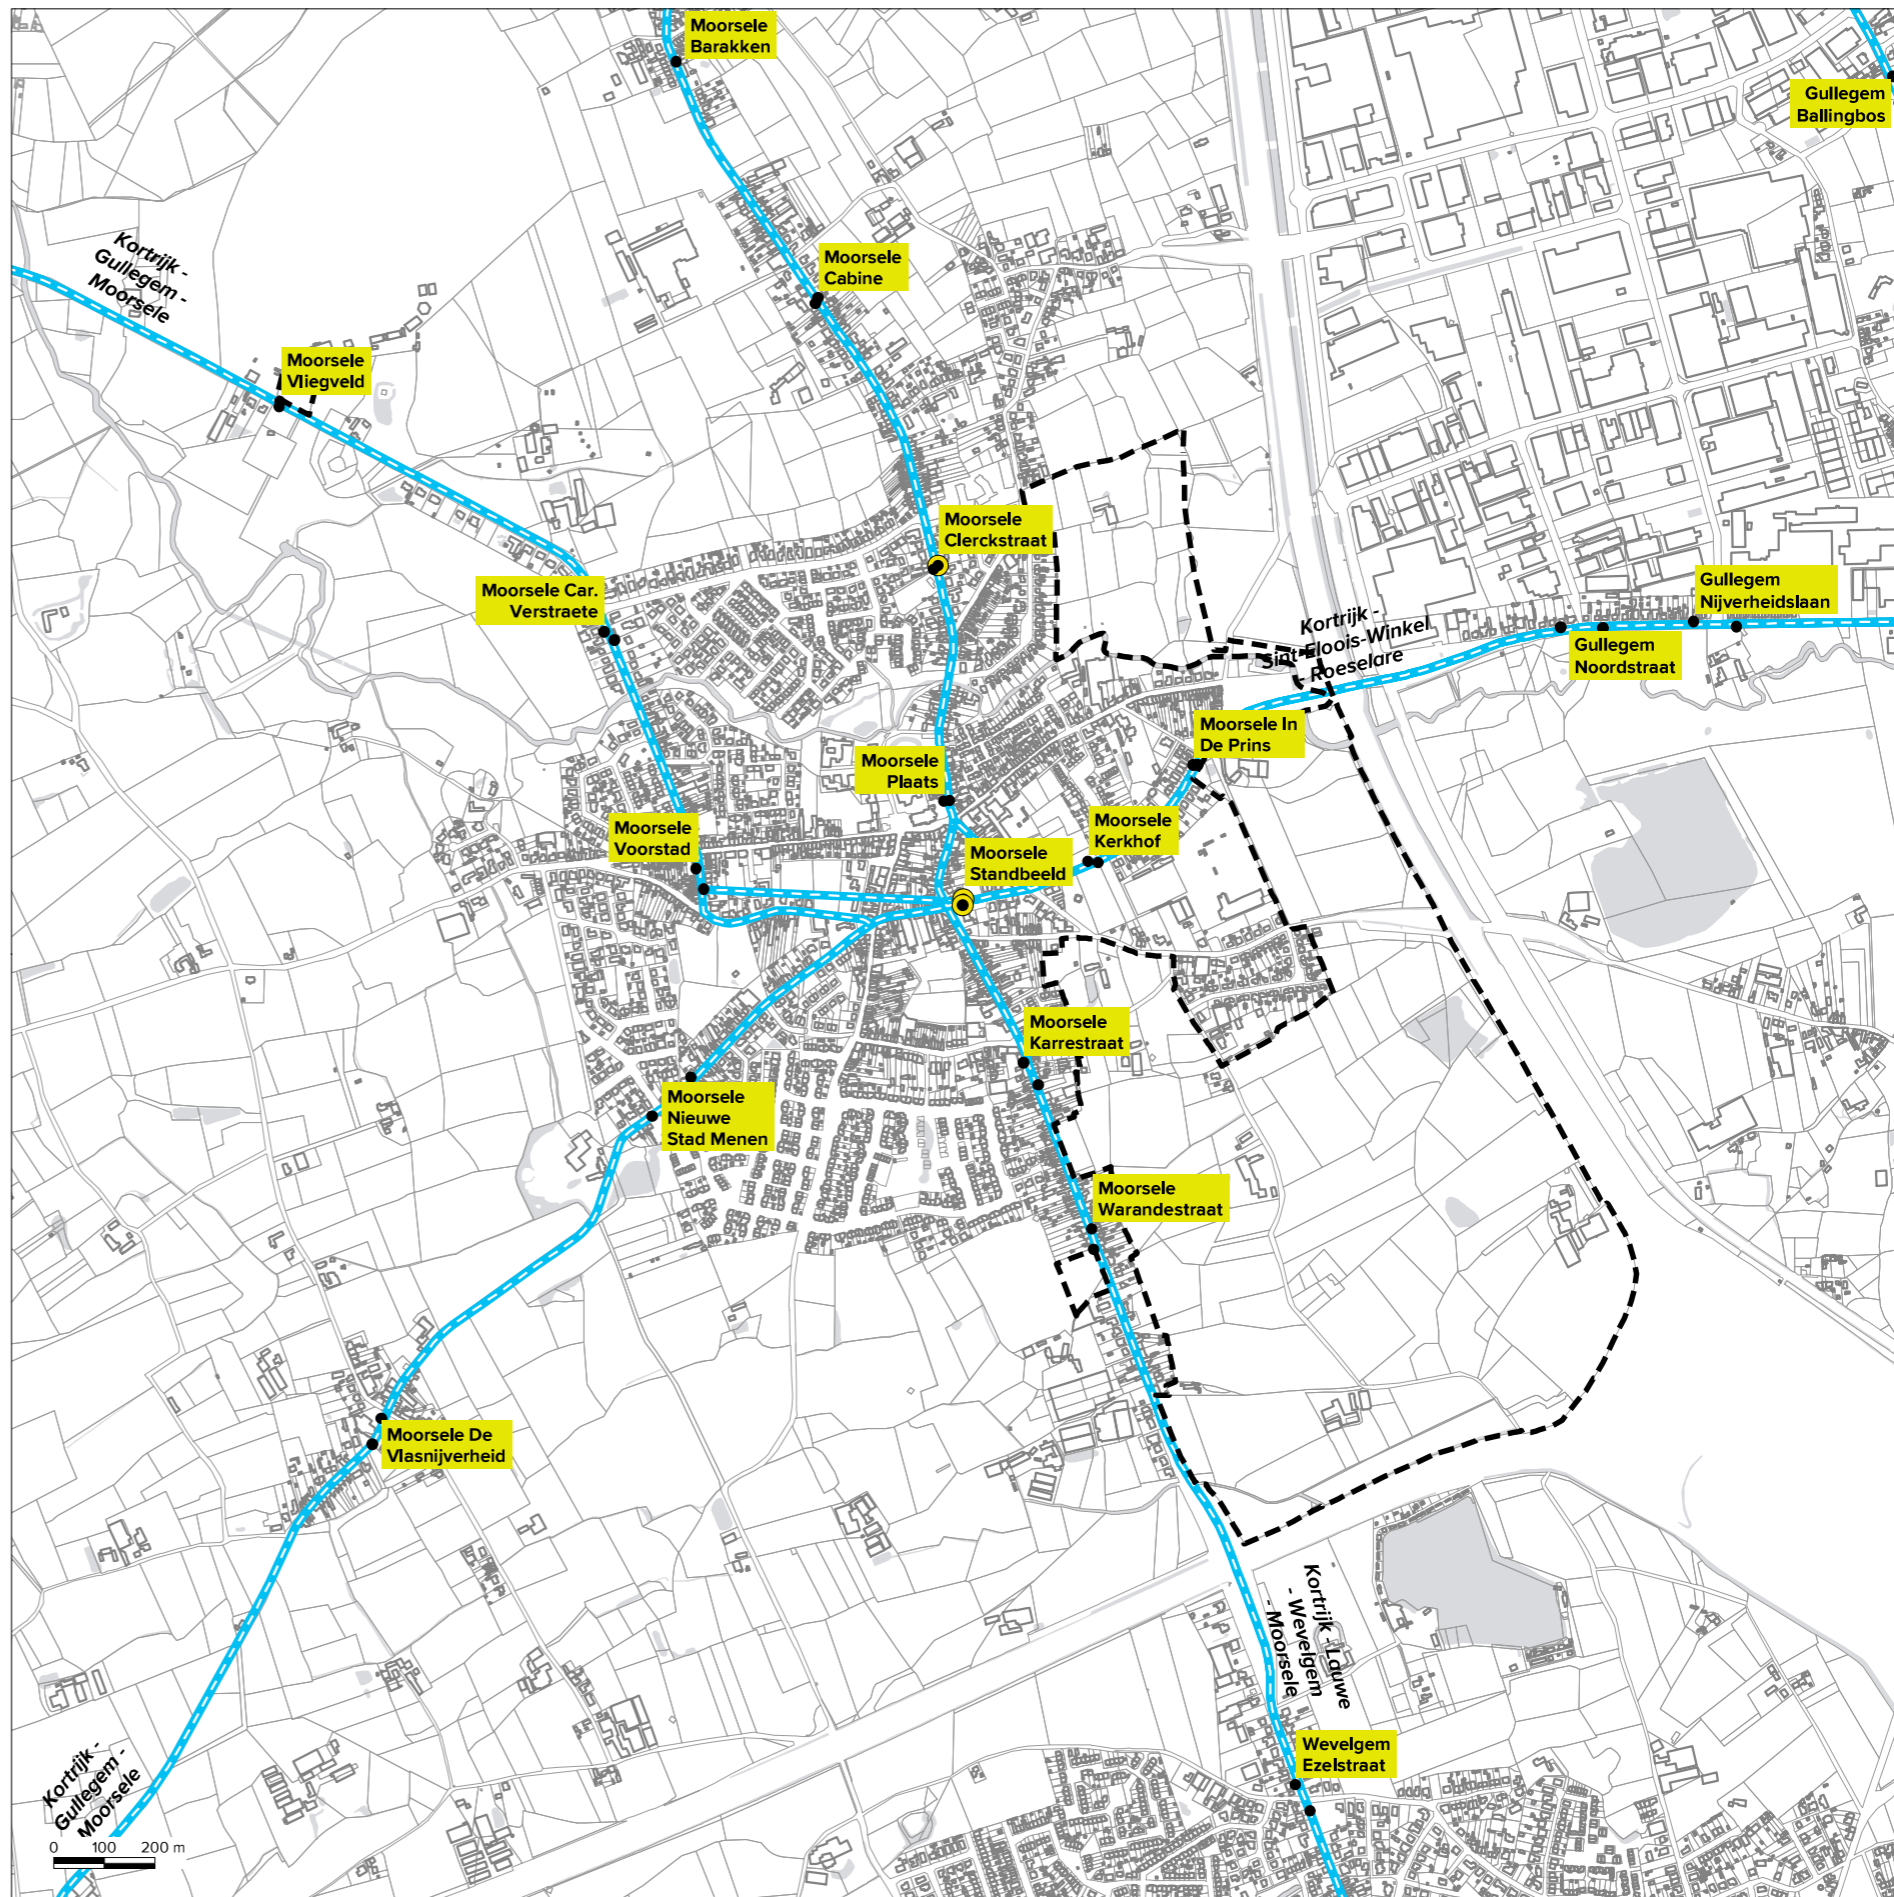 Moorsele
Barakken
Gullegem
Ballingbos
Kortrijk -
Gullegem -
Moorsele
Moorsele
Cabine
Moorsele
Vliegveld
Moorsele
Clerckstraat
Moorsele Car.
Verstraete
Gullegem
Nijverheidslaan
Kortrijk -
Sint-Eloois-Winkel
- Roeselare
Gullegem
Noordstraat
Moorsele In
De Prins
Moorsele
Plaats
Moorsele
Voorstad
Moorsele
Kerkhof
Moorsele
Standbeeld
Moorsele
Karrestraat
Moorsele
Nieuwe
Stad Menen
Moorsele
Warandestraat
Moorsele De
Vlasnijverheid
Kortrijk - Lauwe
- Wevelgem
- Moorsele
Wevelgem
Ezelstraat
Kortrijk -
Gullegem -
Moorsele
0 100 200 m